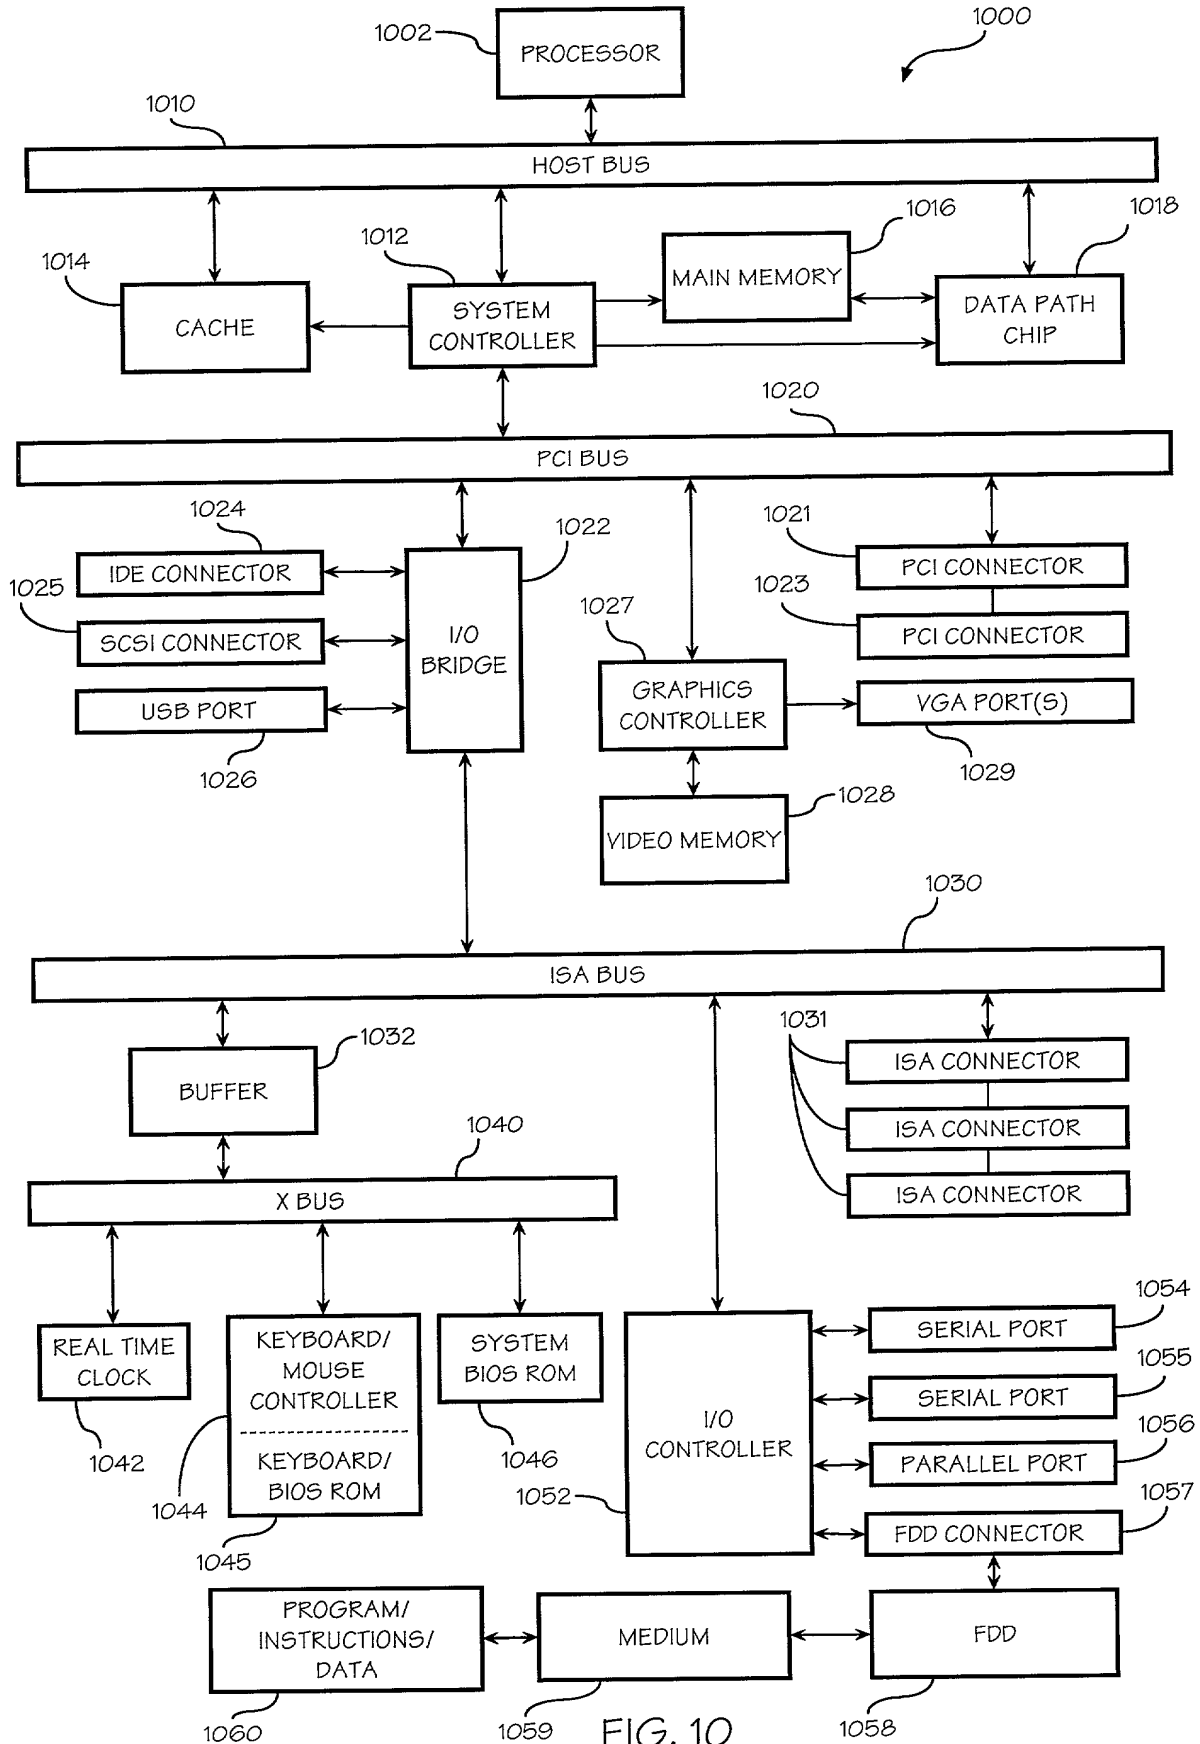 1000
1002
PROCESSOR
1010
HOST BUS
1012
1016
1018
1014
MAIN MEMORY
CACHE
SYSTEM
CONTROLLER
DATA PATH
CHIP
1020
PCI BUS
1024
1022
1021
IDE CONNECTOR
PCI CONNECTOR
1025
1023
SCSI CONNECTOR
I/O
BRIDGE
1027
PCI CONNECTOR
USB PORT
GRAPHICS
CONTROLLER
VGA PORT(S)
1026
1029
1028
VIDEO MEMORY
1030
ISA BUS
1032
1031
BUFFER
ISA CONNECTOR
ISA CONNECTOR
ISA CONNECTOR
1040
X BUS
REAL TIME
CLOCK
KEYBOARD/
MOUSE
CONTROLLER
KEYBOARD/
BIOS ROM
SYSTEM
BIOS ROM
1042
1044
1045
1046
I/O
CONTROLLER
1052
SERIAL PORT
1054
SERIAL PORT
1055
PARALLEL PORT
1056
FDD CONNECTOR
1057
PROGRAM/
INSTRUCTIONS/
DATA
MEDIUM
FDD
1060
1059
1058
FIG. 10